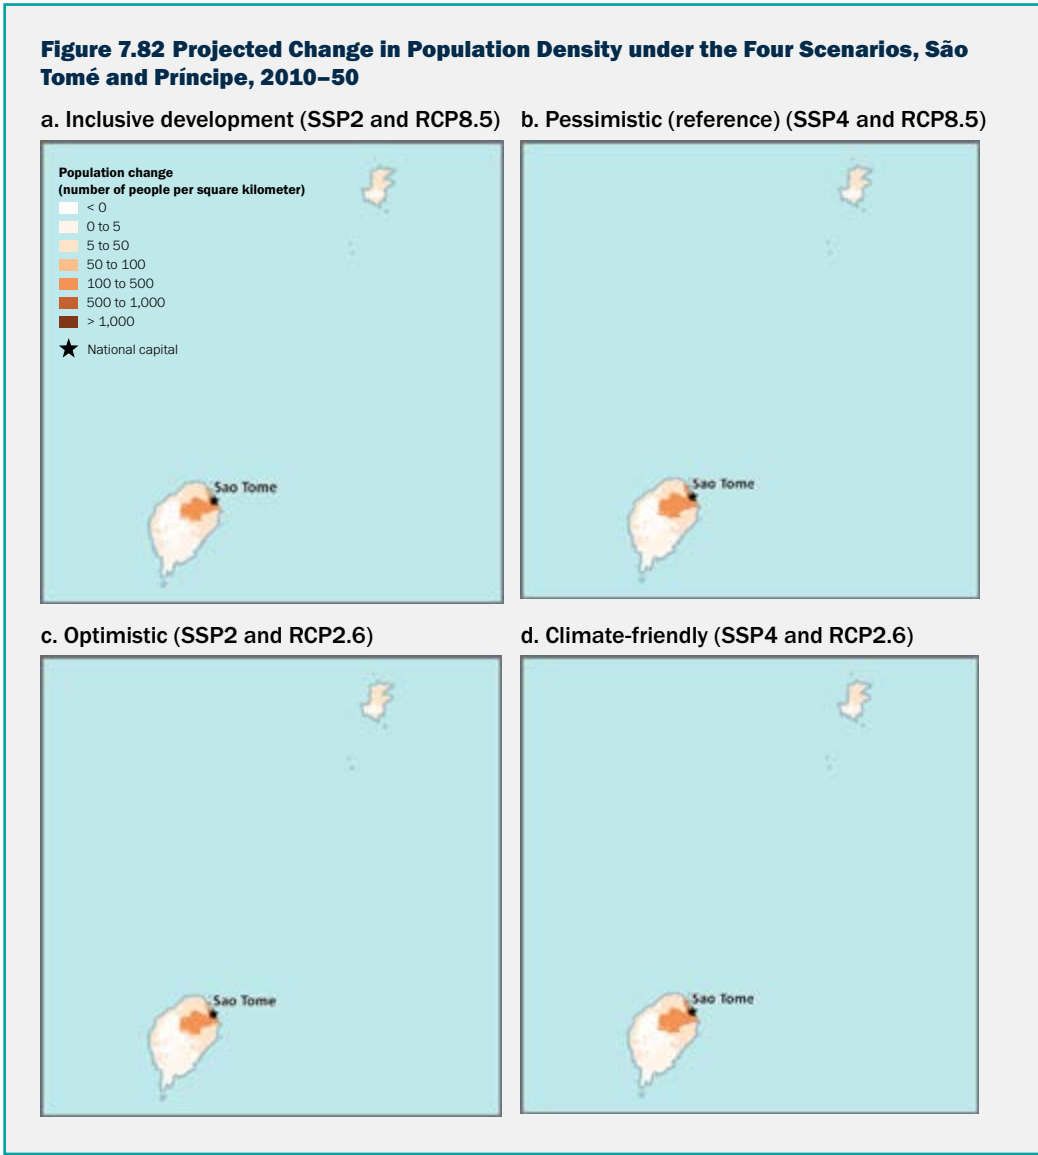 Figure 7.82 Projected Change in Population Density under the Four Scenarios, São
Tomé and Príncipe, 2010–50
a. Inclusive development (SSP2 and RCP8.5)
b. Pessimistic (reference) (SSP4 and RCP8.5)
Population change
(number of people per square kilometer)
< 0
0 to 5
5 to 50
50 to 100
100 to 500
500 to 1,000
> 1,000
National capital
Sao Tome
Sao Tome
c. Optimistic (SSP2 and RCP2.6)
d. Climate-friendly (SSP4 and RCP2.6)
Sao Tome
Sao Tome